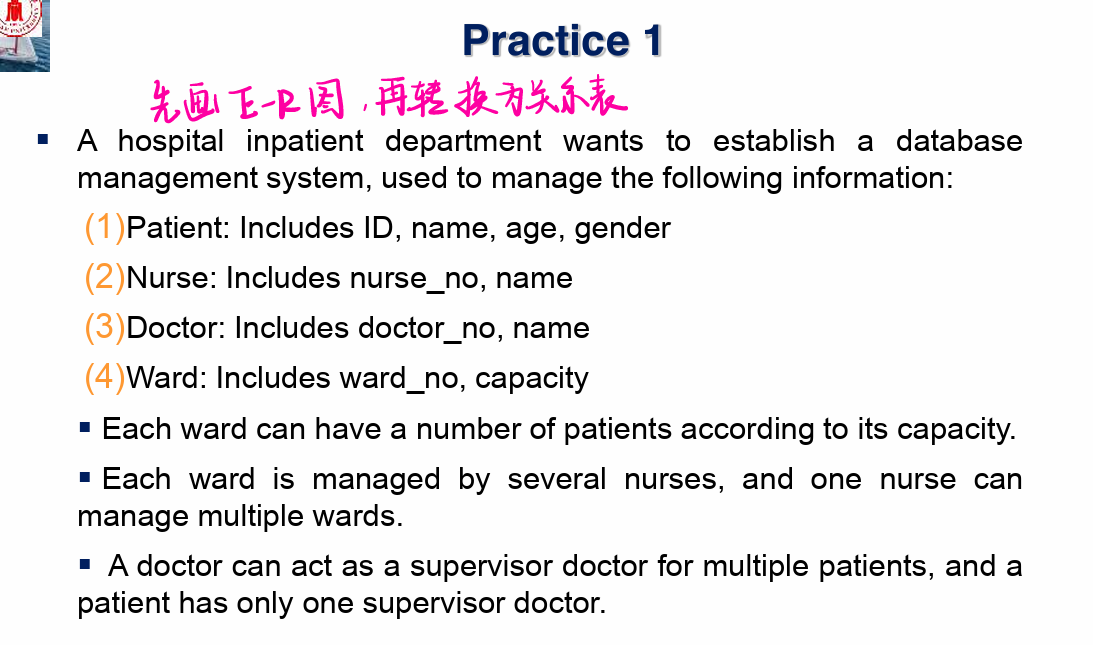 Practice 1
先画E-R图,再转换为关系表
▪ A hospital inpatient department wants to establish a database
management system, used to manage the following information:
(1)Patient: Includes ID, name, age, gender
(2)Nurse: Includes nurse_no, name
(3)Doctor: Includes doctor_no, name
(4)Ward: Includes ward_no, capacity
▪ Each ward can have a number of patients according to its capacity.
▪ Each ward is managed by several nurses, and one nurse can
manage multiple wards.
▪ A doctor can act as a supervisor doctor for multiple patients, and a
patient has only one supervisor doctor.